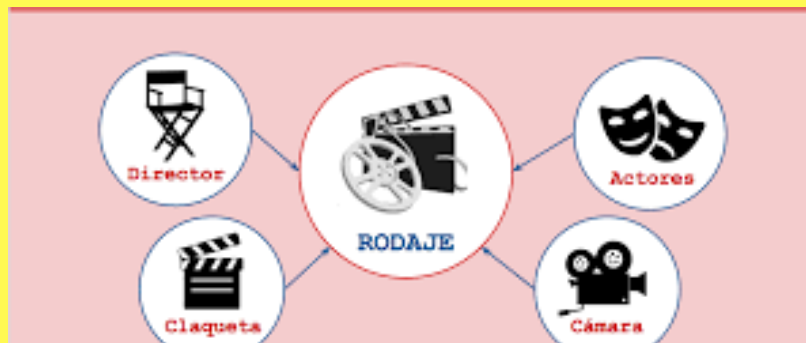 Director
Actores
RODAJE
Claqueta
Cámara